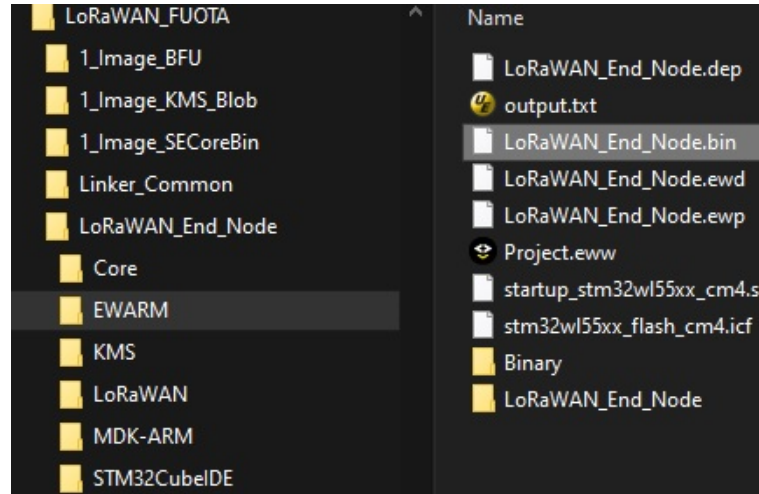 LoRaWAN_FUOTA
1_Image_BFU
1_Image_KMS_Blob
1_Image_SECoreBin
Linker_Common
LoRaWAN_End_Node
Core
EWARM
KMS
LoRaWAN
MDK-ARM
STM32CubeIDE
Name
LoRaWAN_End_Node.dep
output.txt
LoRaWAN_End_Node.bin
LoRaWAN_End_Node.ewd
LoRaWAN_End_Node.ewp
Project.eww
startup_stm32wl55xx_cm4.s
stm32wl55xx_flash_cm4.icf
Binary
LoRaWAN_End_Node